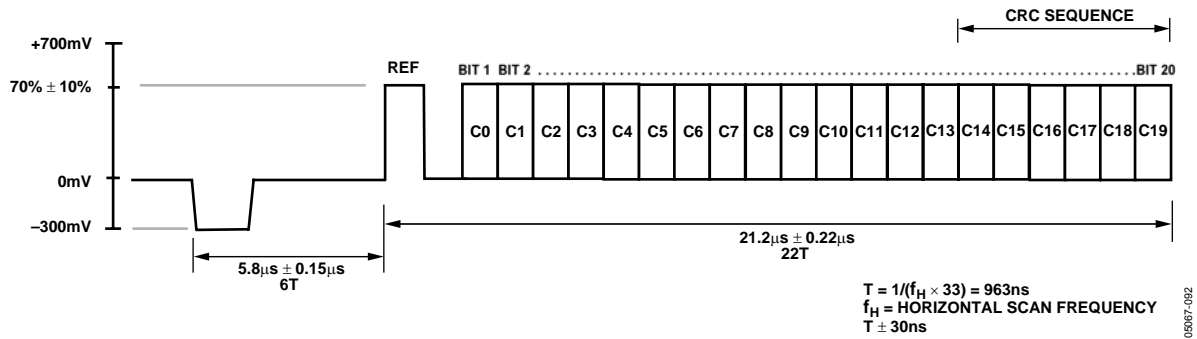 CRC SEQUENCE
+700mV
REF
BIT 1 BIT 2 BIT 20
70% ± 10%
C0 C1 C2 C3 C4 C5 C6 C7 C8 C9 C10 C11 C12 C13 C14 C15 C16 C17 C18 C19
0mV
–300mV
21.2µs ± 0.22µs
22T
5.8µs ± 0.15µs
6T
T = 1/(fH × 33) = 963ns
fH = HORIZONTAL SCAN FREQUENCY
T ± 30ns
05067-092